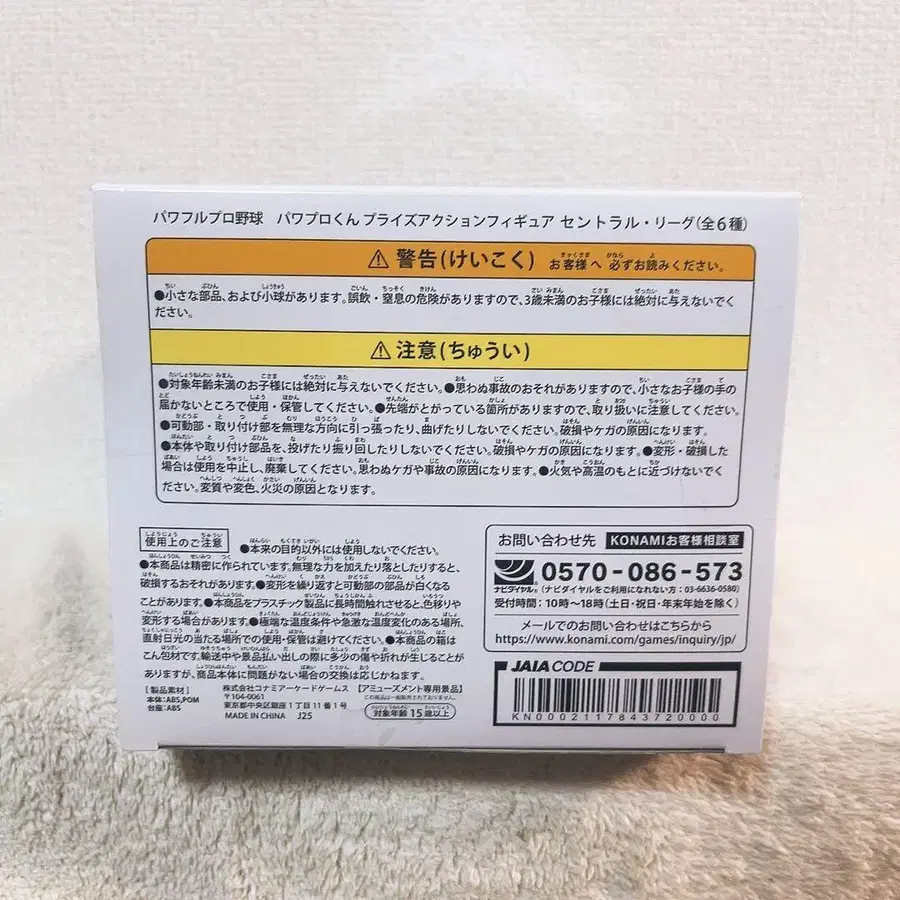 パワフルプロ野球 パワプロくん プライズアクションフィギュア セントラル・リーグ(全6種)
⚠ 警告(けいこく) お客様へ 必ずお読みください。
●小さな部品、および小球があります。誤飲・窒息の危険がありますので、3歳未満のお子様には絶対に与えないでく
ださい。
⚠ 注意(ちゅうい)
●対象年齢未満のお子様には絶対に与えないでください。●思わぬ事故のおそれがありますので、小さなお子様の手の
届かないところで使用・保管してください。●先端がとがっている箇所がありますので、取り扱いに注意してください。
●可動部・取り付け部を無理な方向に引っ張ったり、曲げたりしないでください。破損やケガの原因になります。
●本体や取り付け部品を、投げたり振り回したりしないでください。破損やケガの原因になります。●変形・破損した
場合は使用を中止し、廃棄してください。思わぬケガや事故の原因になります。●火気や高温のもとに近づけないでく
ださい。変質や変色、火災の原因となります。
使用上のご注意 ●本来の目的以外には使用しないでください。
●本商品は精密に作られています。無理な力を加えたり落としたりすると、
破損するおそれがあります。●変形を繰り返すと可動部の部品が白くなる
ことがあります。●本商品をプラスチック製品に長時間触れさせると、色移りや
変形する場合があります。●極端な温度条件や急激な温度変化のある場所、
直射日光の当たる場所での使用・保管は避けてください。●本商品の箱は
こん包材です。輸送中や景品払い出しの際に多少の傷や折れが生じることが
ありますが、商品本体に問題がない場合の交換は応じかねます。
[製品素材]
本体:ABS,POM
台座:ABS
株式会社コナミアーケードゲームス
〒104-0061
東京都中央区銀座1丁目11番1号
MADE IN CHINA J25
【アミューズメント専用景品】
この商品は一般販売されておりません。
対象年齢 15歳以上
お問い合わせ先 KONAMIお客様相談室
ナビダイヤル® 0570-086-573
(ナビダイヤルをご利用になれない方:03-6636-0580)
受付時間:10時〜18時(土日・祝日・年末年始を除く)
メールでのお問い合わせはこちらから
https://www.konami.com/games/inquiry/jp/
JAIA CODE
KN0002117843720000